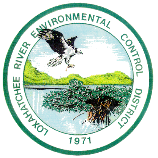 LOXAHATCHEE RIVER ENVIRONMENTAL CONTROL DISTRICT
1971